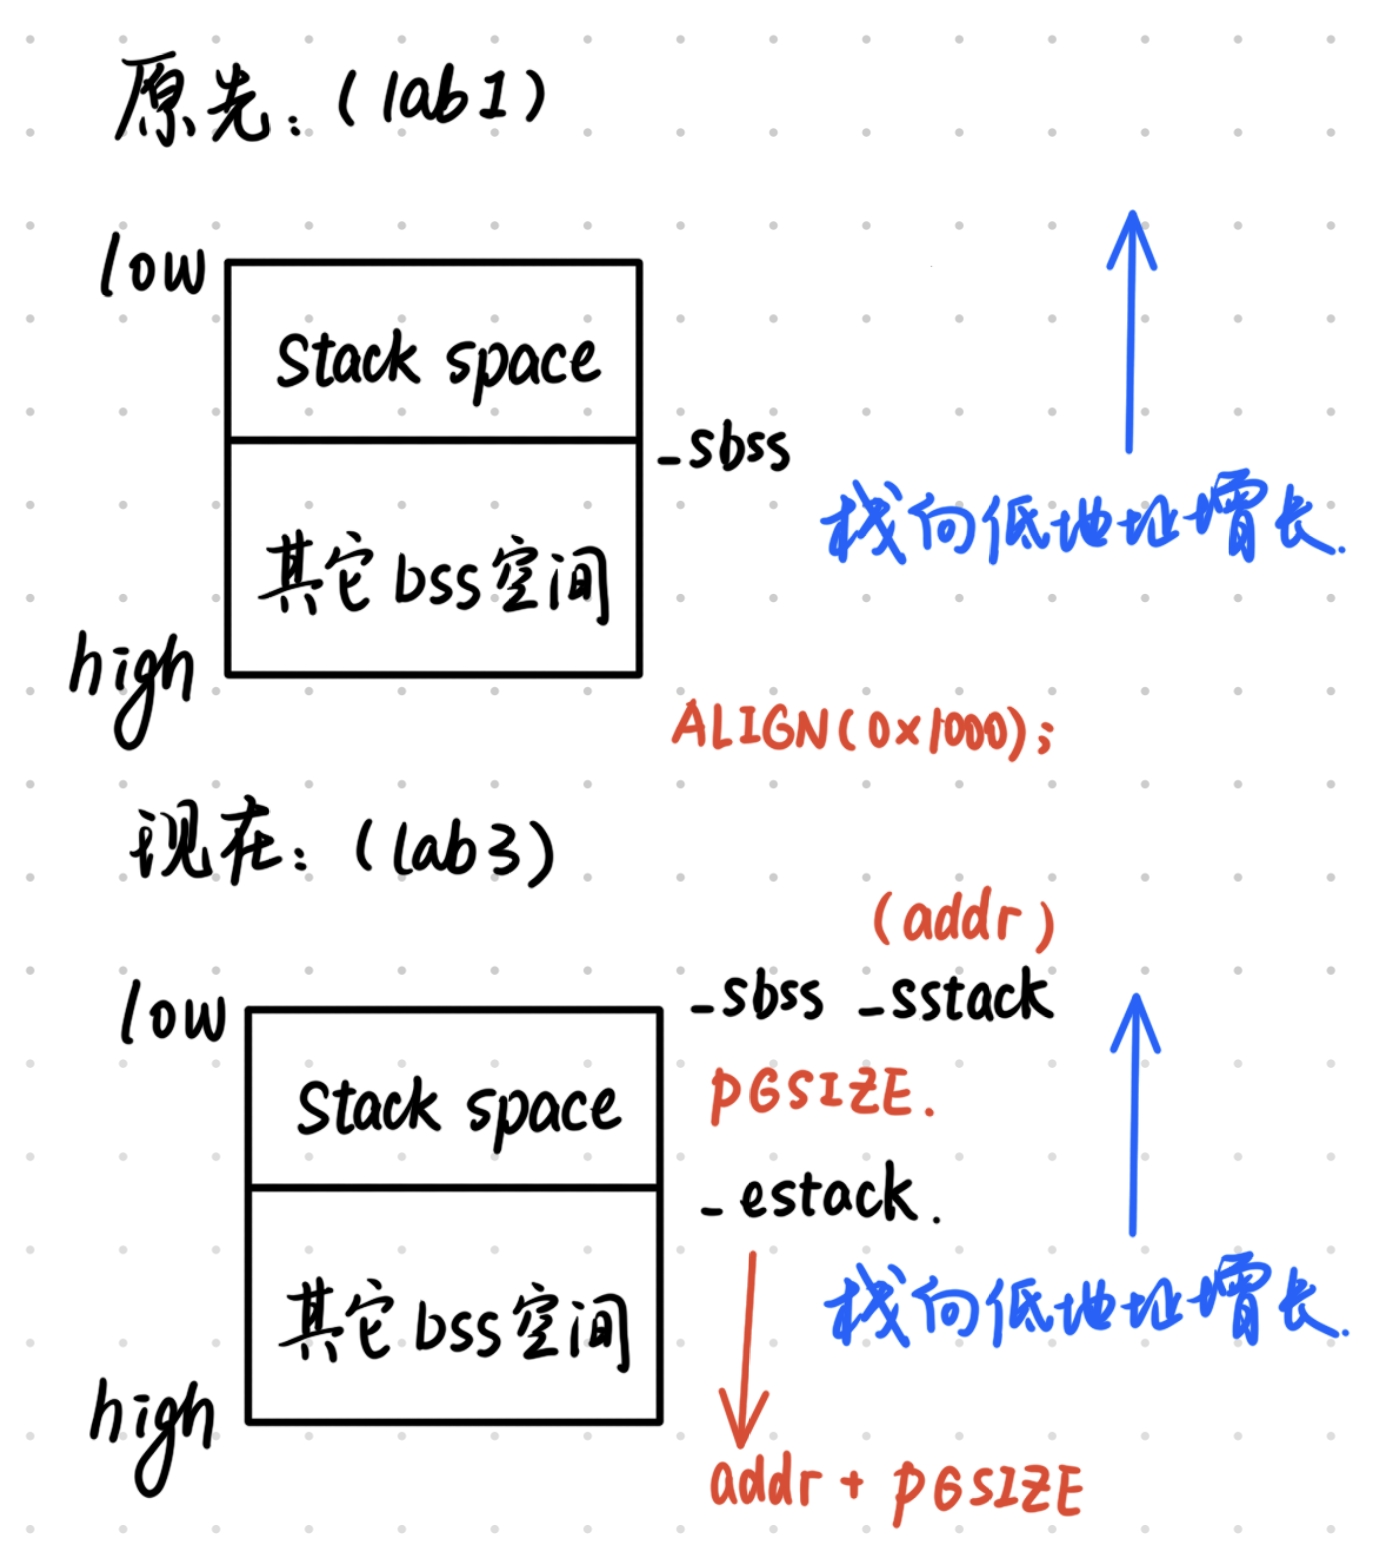 原先：(lab1)
low
Stack space
_sbss
栈向低地址增长.
其它bss空间
high
ALIGN(0x1000);
现在：(lab3)
(addr)
low
_sbss _sstack
PGSIZE.
Stack space
_estack.
栈向低地址增长.
其它bss空间
high
addr + PGSIZE